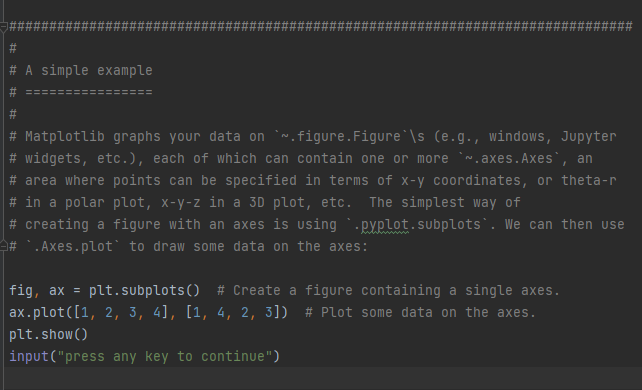 ###############################################################################
#
# A simple example
# ================
#
# Matplotlib graphs your data on `~.figure.Figure`\s (e.g., windows, Jupyter
# widgets, etc.), each of which can contain one or more `~.axes.Axes`, an
# area where points can be specified in terms of x-y coordinates, or theta-r
# in a polar plot, x-y-z in a 3D plot, etc.  The simplest way of
# creating a figure with an axes is using `.pyplot.subplots`. We can then use
# `.Axes.plot` to draw some data on the axes:

fig, ax = plt.subplots()  # Create a figure containing a single axes.
ax.plot([1, 2, 3, 4], [1, 4, 2, 3])  # Plot some data on the axes.
plt.show()
input("press any key to continue")